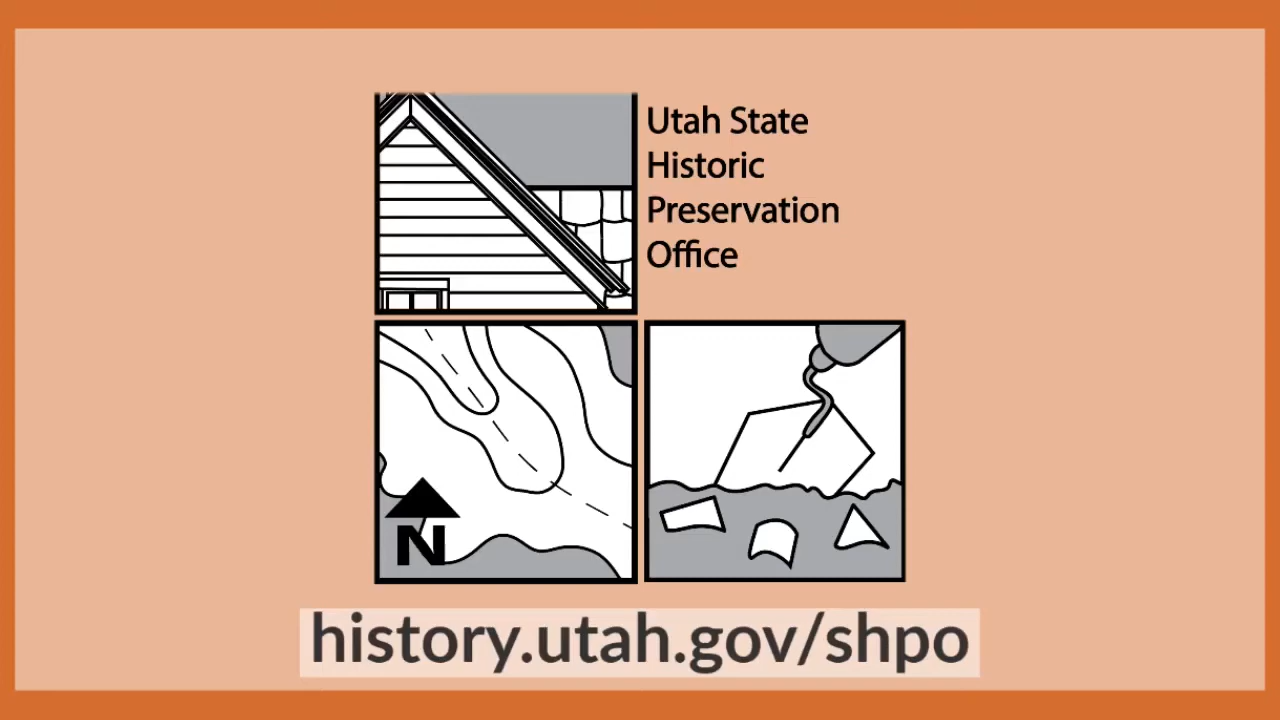 Utah State
Historic
Preservation
Office
N
history.utah.gov/shpo